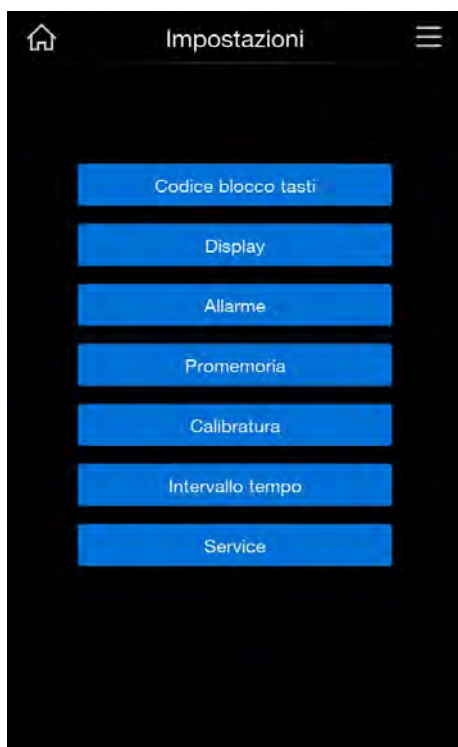 Impostazioni
Codice blocco tasti
Display
Allarme
Promemoria
Calibratura
Intervallo tempo
Service